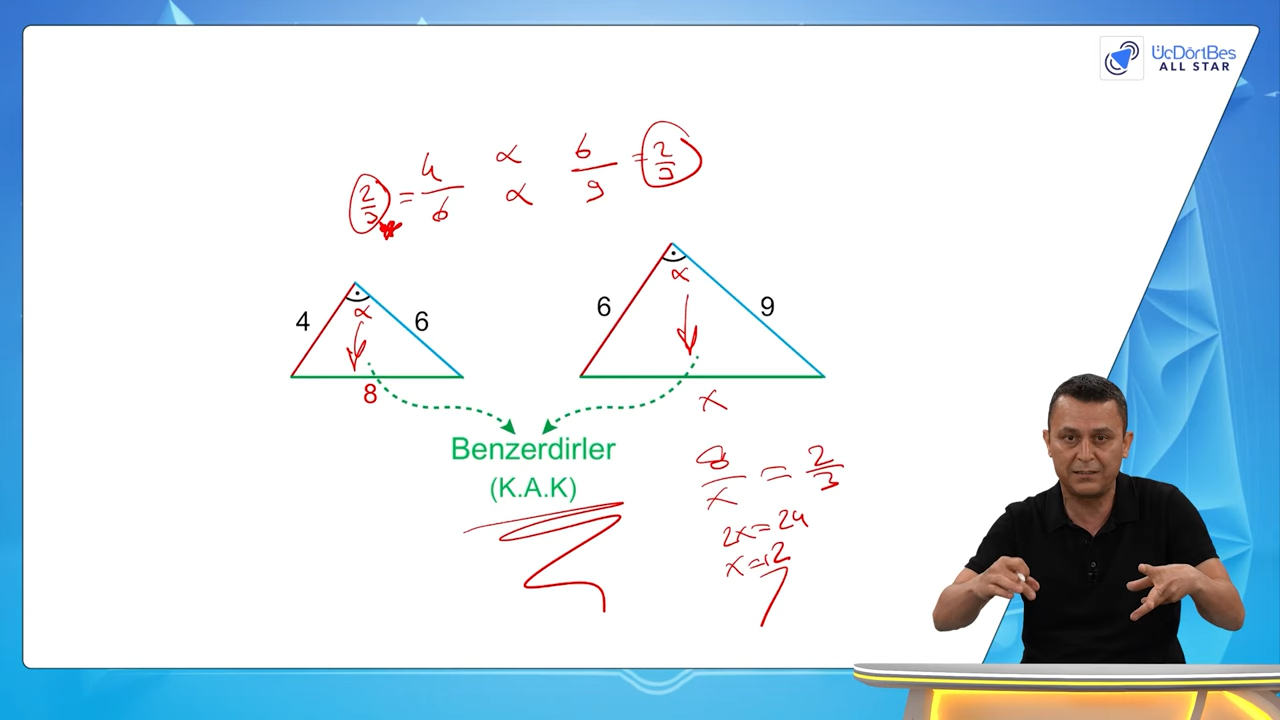 ÜçDörtBeş
ALL STAR
2/3 = 4/6 α α 6/9 = 2/3
4 α 6
8
6 α 9
x
Benzerdirler
(K.A.K)
8/x = 2/3
2x=24
x=12